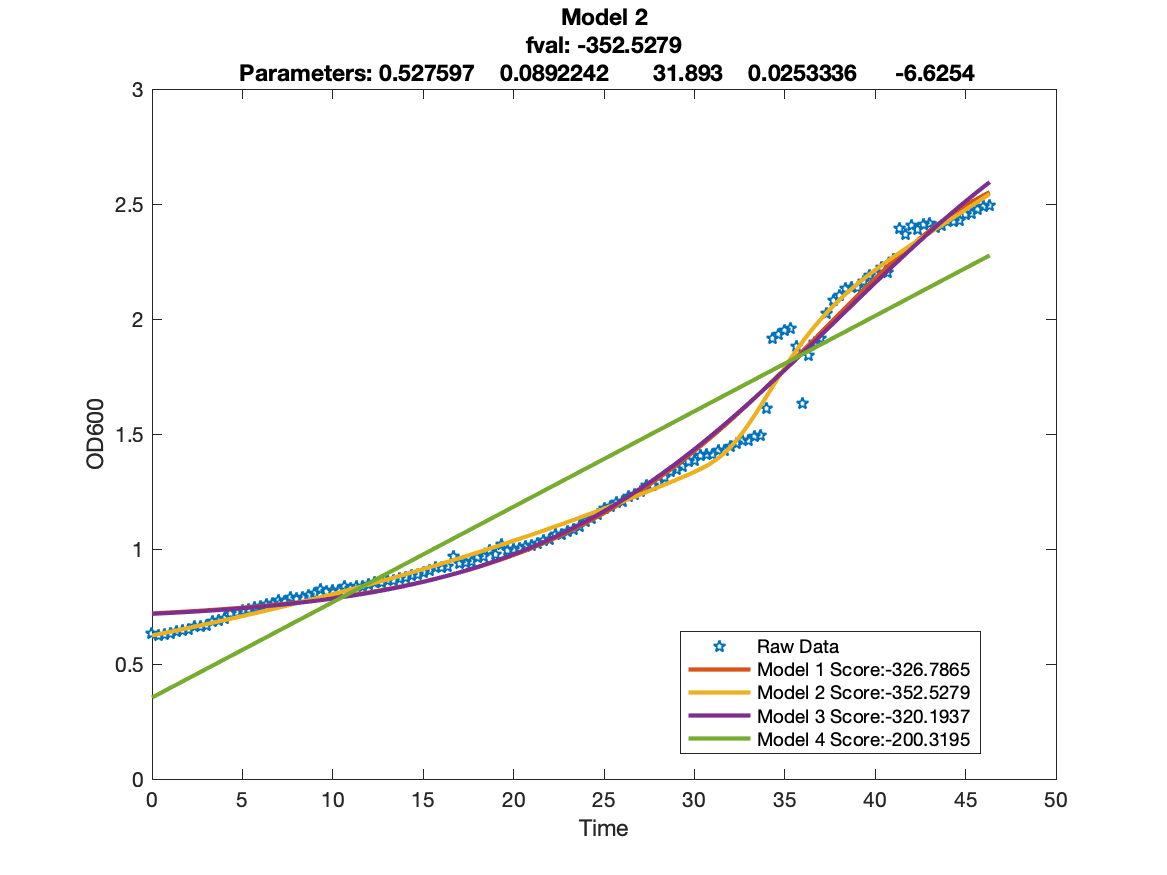 Model 2
fval: -352.5279
Parameters: 0.527597 0.0892242 31.893 0.0253336 -6.6254
3
2.5
2
1.5
1
0.5
0
OD600
0 5 10 15 20 25 30 35 40 45 50
Time
Raw Data
Model 1 Score:-326.7865
Model 2 Score:-352.5279
Model 3 Score:-320.1937
Model 4 Score:-200.3195